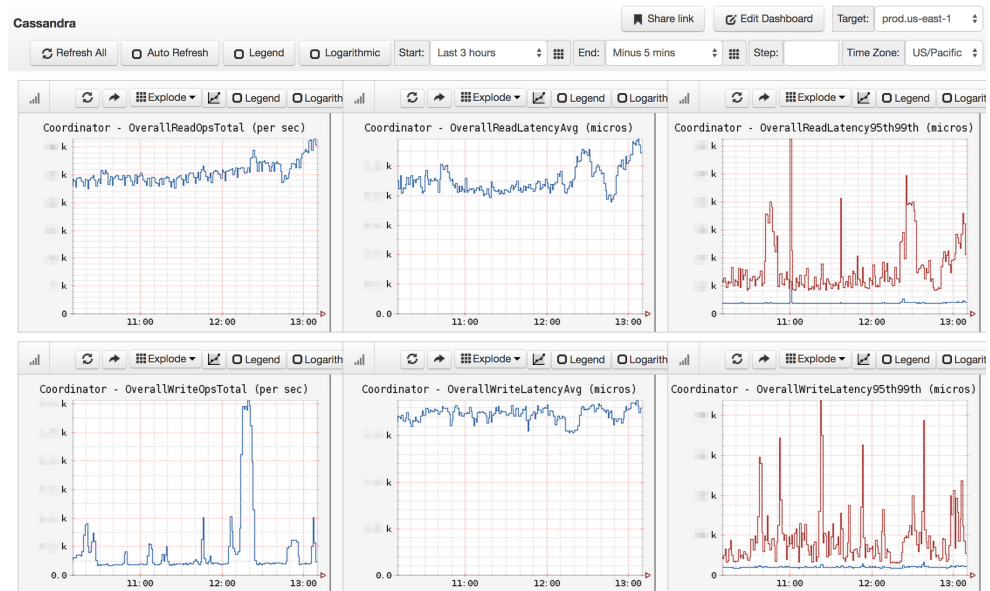 Cassandra
Share link Edit Dashboard Target: prod.us-east-1
Refresh All Auto Refresh Legend Logarithmic Start: Last 3 hours End: Minus 5 mins Step: Time Zone: US/Pacific
Explode Legend Logarith
Coordinator - OverallReadOpsTotal (per sec)
k
k
k
k
k
k
0
11:00 12:00 13:00
Explode Legend Logarith
Coordinator - OverallReadLatencyAvg (micros)
k
k
k
k
0.0
11:00 12:00 13:00
Explode Legend Logarit
Coordinator - OverallReadLatency95th99th (micros)
k
k
k
k
k
k
0
11:00 12:00 13:00
Explode Legend Logarith
Coordinator - OverallWriteOpsTotal (per sec)
k
k
k
k
k
k
0.0
11:00 12:00 13:00
Explode Legend Logarith
Coordinator - OverallWriteLatencyAvg (micros)
k
k
k
0.0
11:00 12:00 13:00
Explode Legend Logarit
Coordinator - OverallWriteLatency95th99th (micros)
k
k
k
k
0
11:00 12:00 13:00